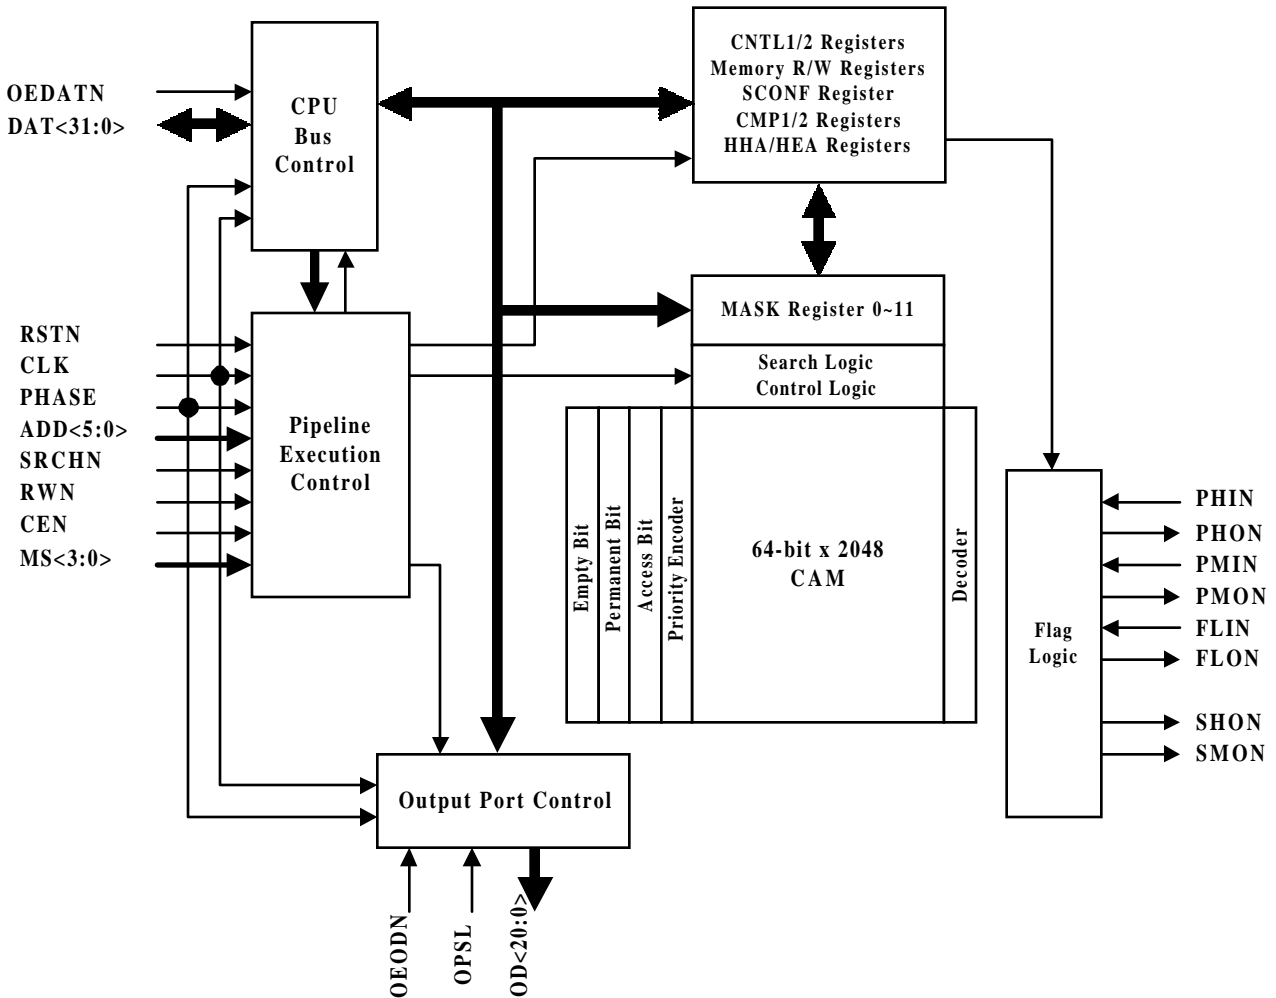 OEDATN
DAT<31:0>
CPU
Bus
Control
CNTL1/2 Registers
Memory R/W Registers
SCONF Register
CMP1/2 Registers
HHA/HEA Registers
RSTN
CLK
PHASE
ADD<5:0>
SRCHN
RWN
CEN
MS<3:0>
Pipeline
Execution
Control
MASK Register 0~11
Search Logic
Control Logic
Empty Bit
Permanent Bit
Access Bit
Priority Encoder
64-bit x 2048
CAM
Decoder
Flag
Logic
PHIN
PHON
PMIN
PMON
FLIN
FLON
SHON
SMON
Output Port Control
OEODN
OPSL
OD<20:0>